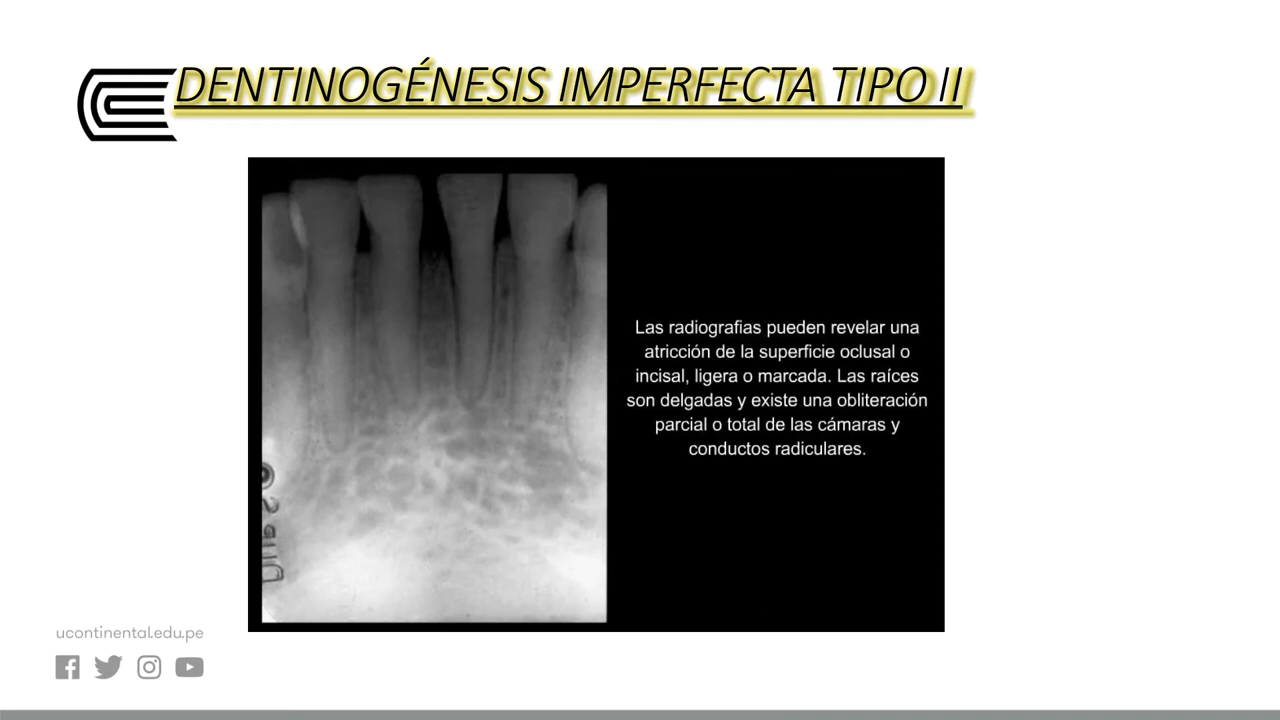 DENTINOGÉNESIS IMPERFECTA TIPO II
Las radiografias pueden revelar una
atricción de la superficie oclusal o
incisal, ligera o marcada. Las raíces
son delgadas y existe una obliteración
parcial o total de las cámaras y
conductos radiculares.
ucontinental.edu.pe